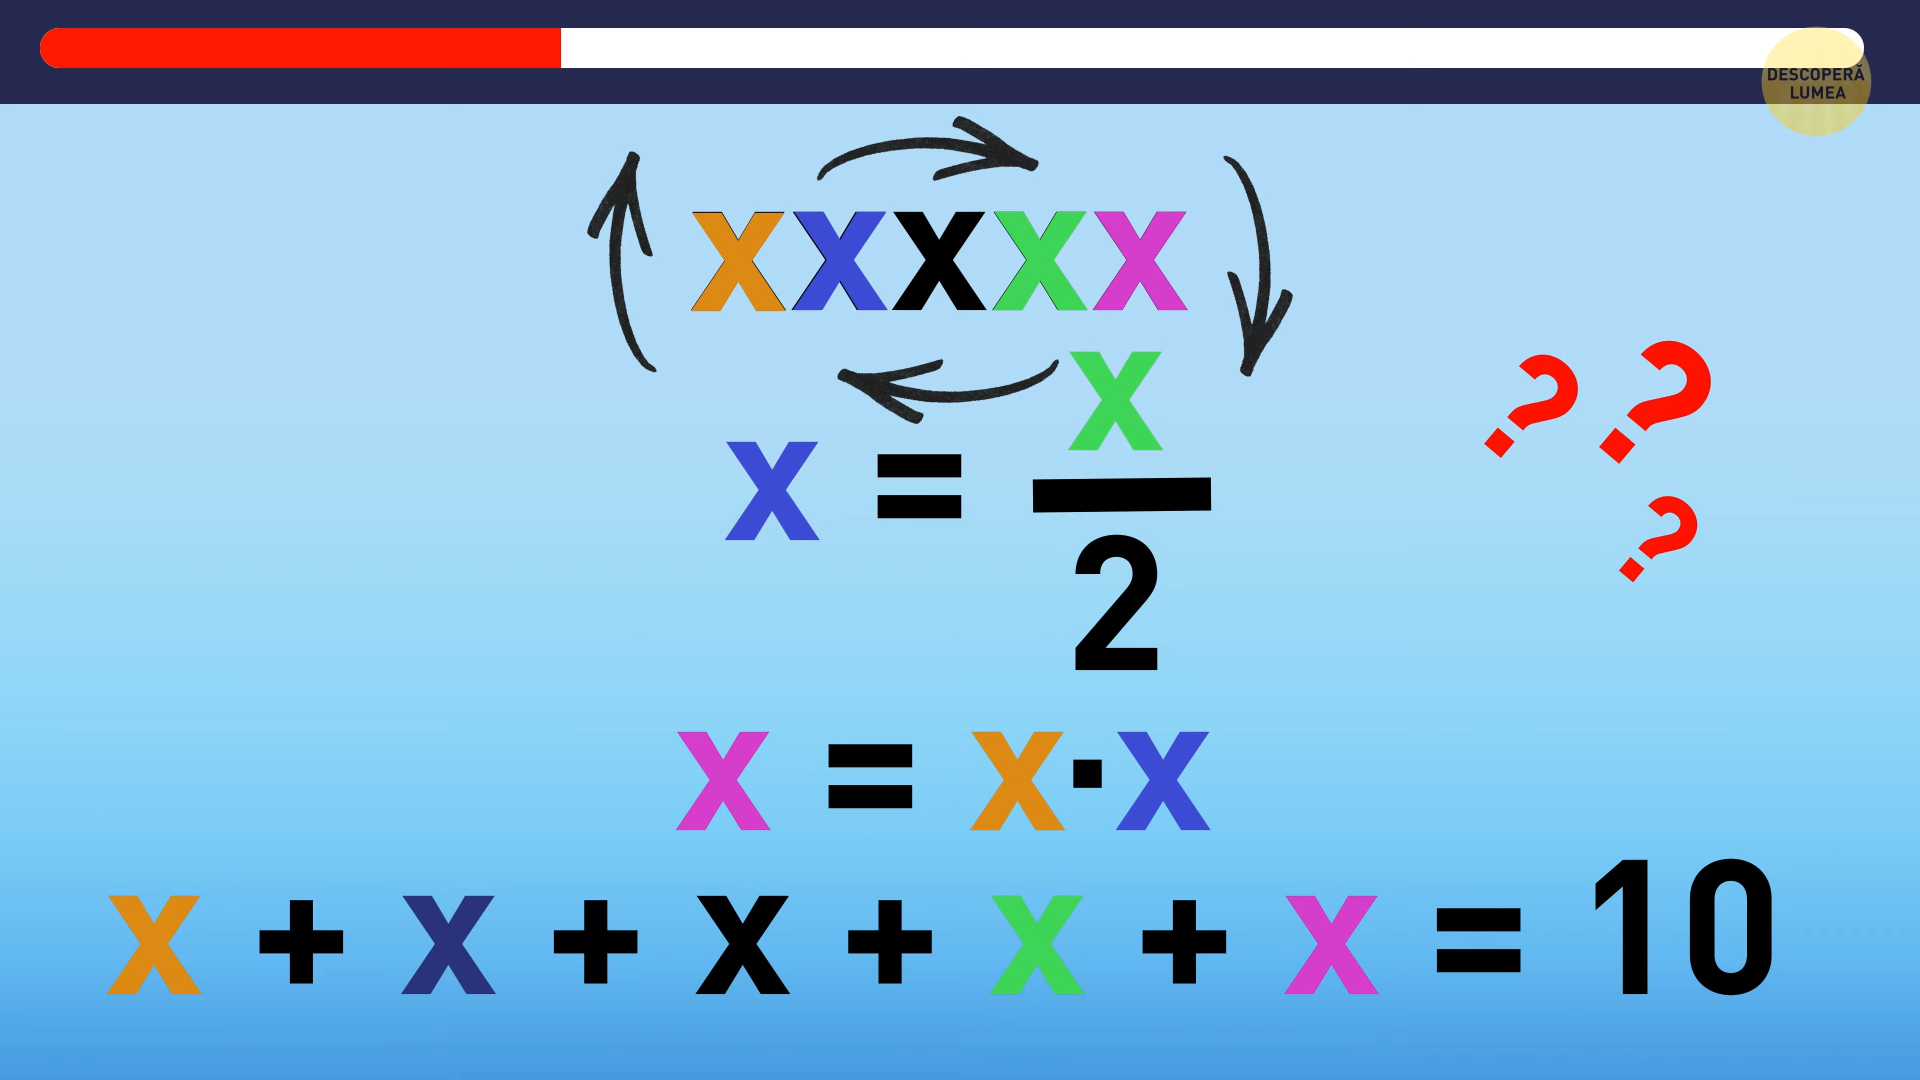 DESCOPERĂ
LUMEA
xxxxx
x = x/2
x = x·x
x + x + x + x + x = 10
? ? ?